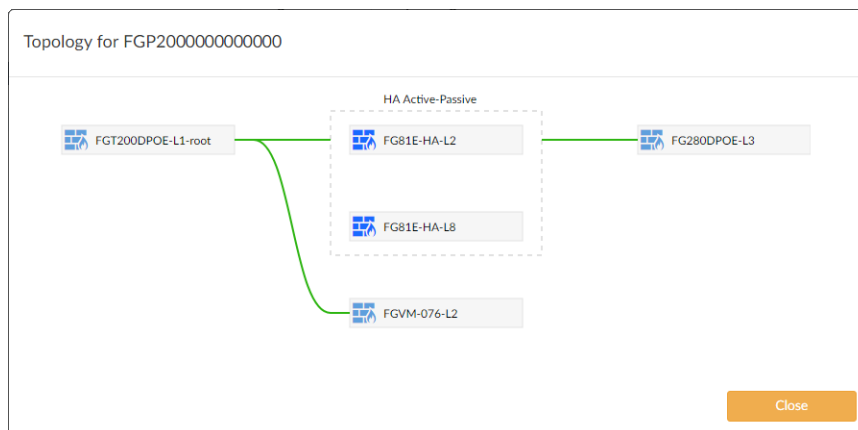 Topology for FGP2000000000000
HA Active-Passive
FGT200DPOE-L1-root
FG81E-HA-L2
FG280DPOE-L3
FG81E-HA-L8
FGVM-076-L2
Close